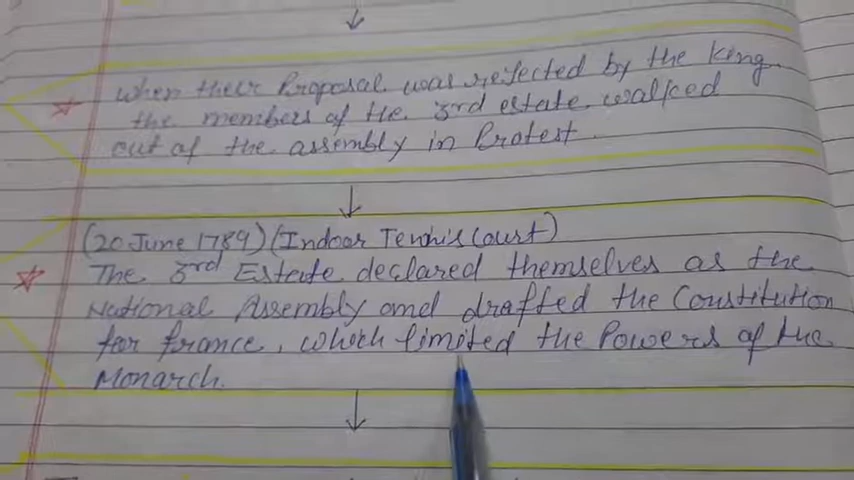 When their Proposal was rejected by the king
the members of the 3rd estate walked
out of the assembly in Protest.
(20 June 1789) (Indoor Tennis Court)
The 3rd Estate declared themselves as the
National Assembly and drafted the Constitution
for france, which limited the Powers of the
Monarch.